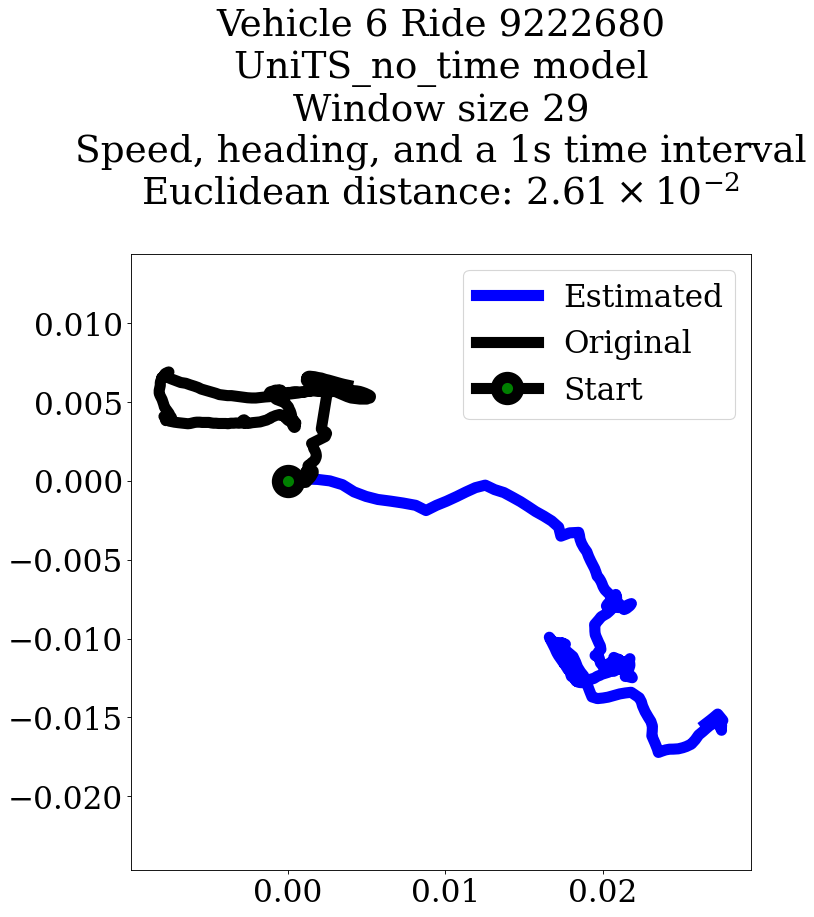 Vehicle 6 Ride 9222680
UniTS_no_time model
Window size 29
Speed, heading, and a 1s time interval
Euclidean distance: 2.61 × 10⁻²
Estimated
Original
Start
0.010
0.005
0.000
−0.005
−0.010
−0.015
−0.020
0.00 0.01 0.02